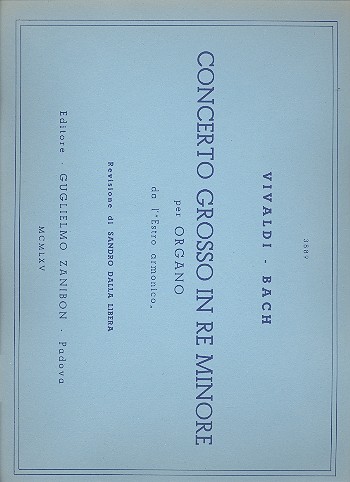 3889
VIVALDI - BACH
CONCERTO GROSSO IN RE MINORE
per ORGANO
da l'"Estro armonico„
Revisione di SANDRO DALLA LIBERA
Editore - GUGLIELMO ZANIBON - Padova
MCMLXV